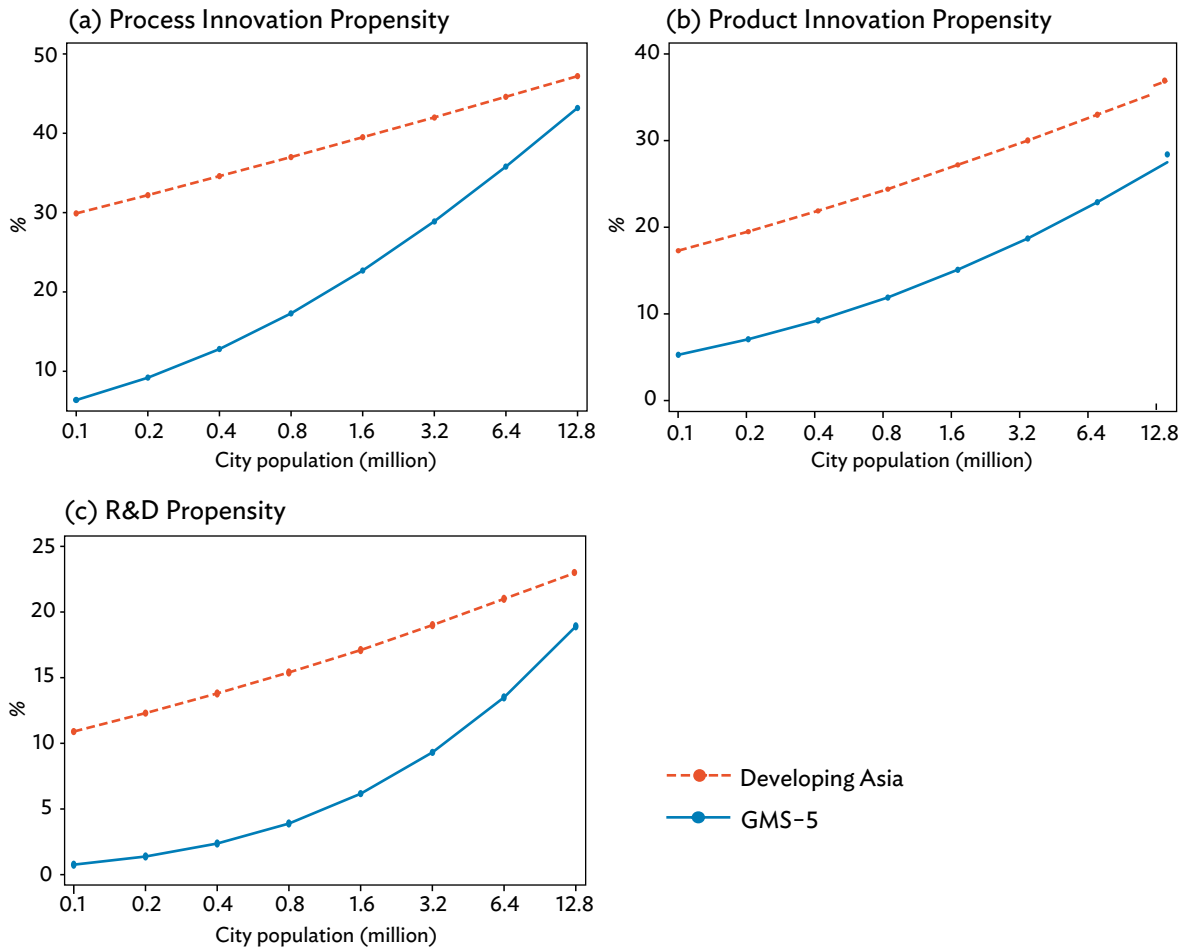 (a) Process Innovation Propensity
50
40
30
20
10
%
0.1 0.2 0.4 0.8 1.6 3.2 6.4 12.8
City population (million)
(b) Product Innovation Propensity
40
30
20
10
0
%
0.1 0.2 0.4 0.8 1.6 3.2 6.4 12.8
City population (million)
(c) R&D Propensity
25
20
15
10
5
0
%
0.1 0.2 0.4 0.8 1.6 3.2 6.4 12.8
City population (million)
Developing Asia
GMS-5